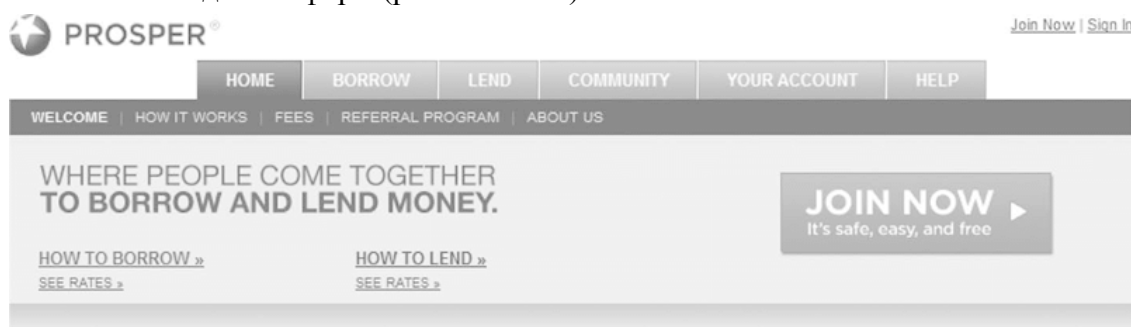 PROSPER®
Join Now | Sign In
HOME BORROW LEND COMMUNITY YOUR ACCOUNT HELP
WELCOME | HOW IT WORKS | FEES | REFERRAL PROGRAM | ABOUT US
WHERE PEOPLE COME TOGETHER
TO BORROW AND LEND MONEY.
JOIN NOW
It's safe, easy, and free
HOW TO BORROW »
HOW TO LEND »
SEE RATES »
SEE RATES »